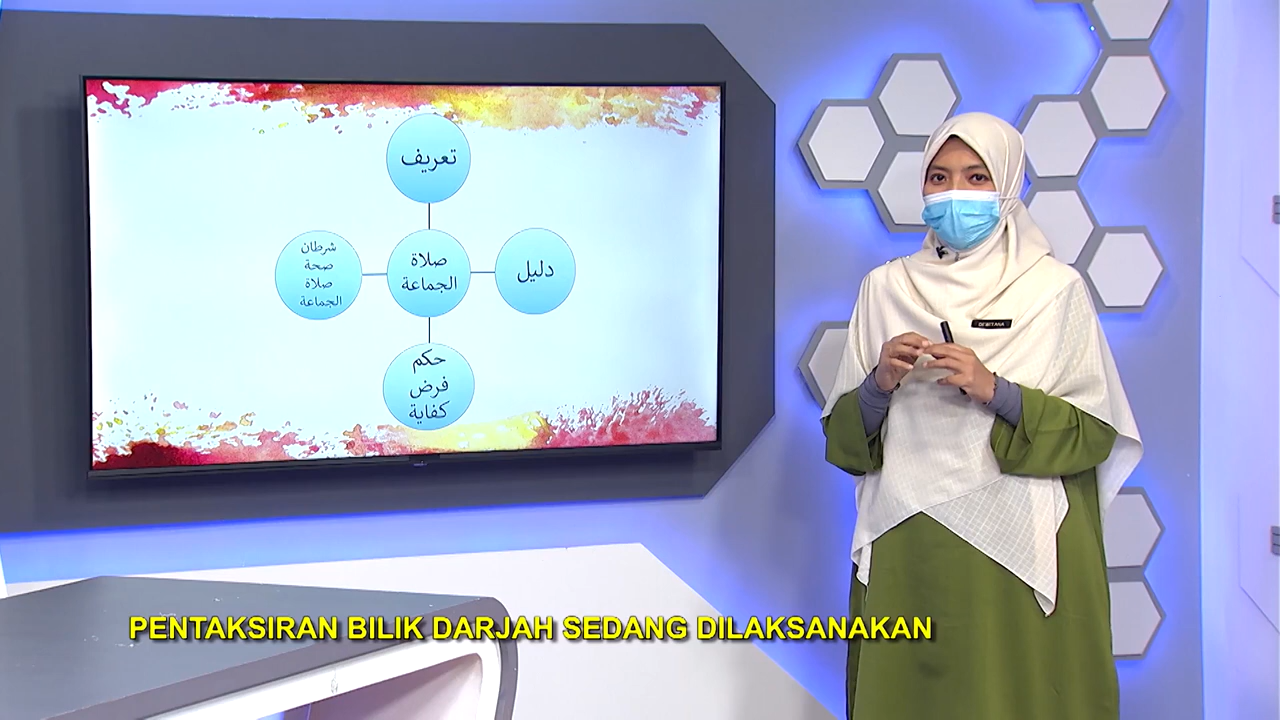 تعريف
شرطان
صحة
صلاة
الجماعة
صلاة
الجماعة
دليل
حكم
فرض
كفاية
PENTAKSIRAN BILIK DARJAH SEDANG DILAKSANAKAN